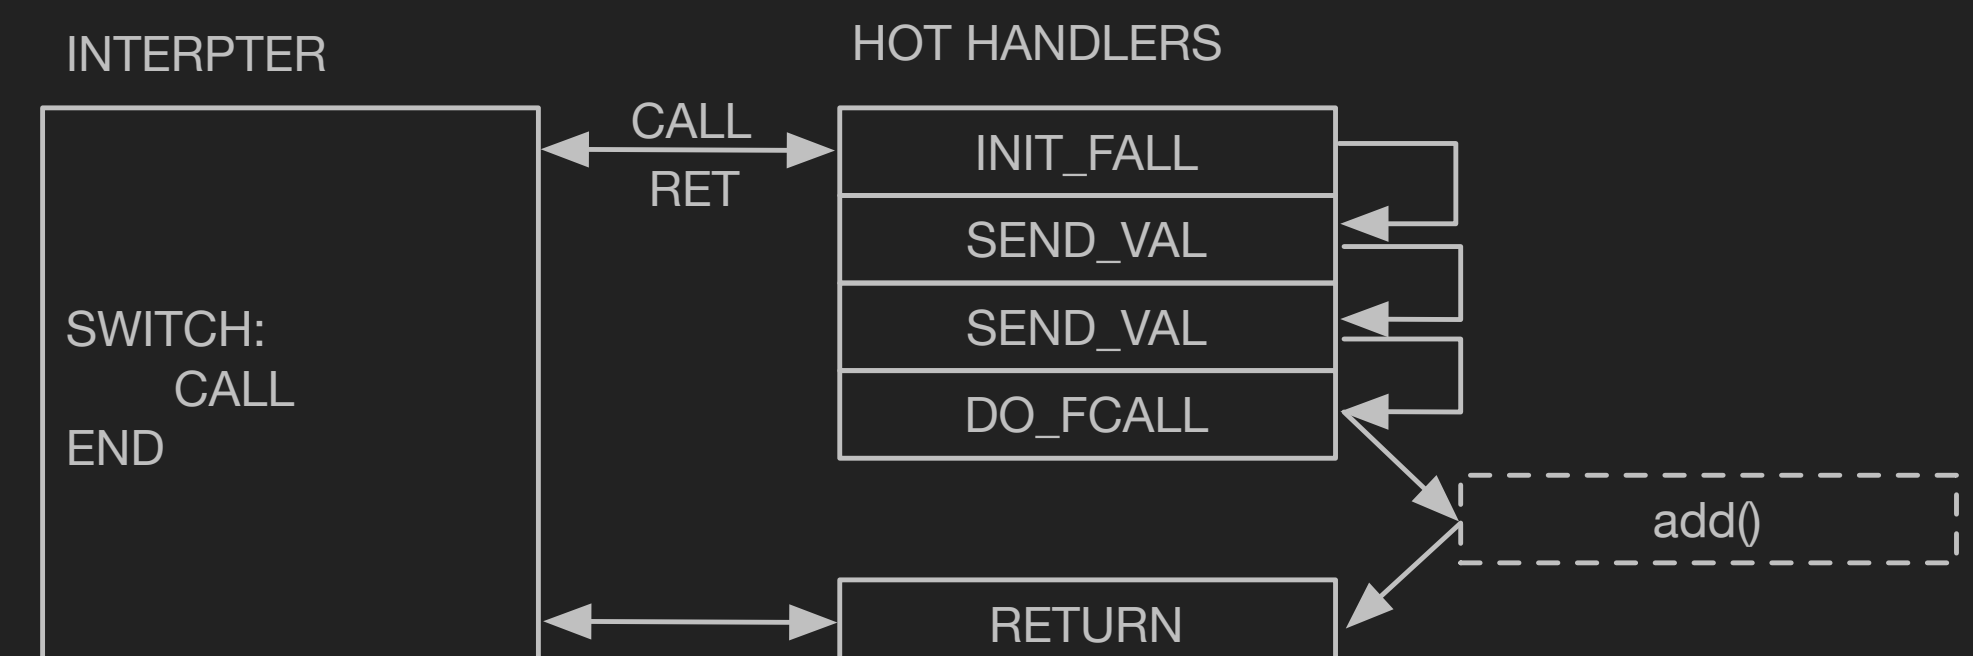 INTERPTER
HOT HANDLERS
CALL
RET
INIT_FALL
SEND_VAL
SEND_VAL
DO_FCALL
SWITCH:
CALL
END
add()
RETURN